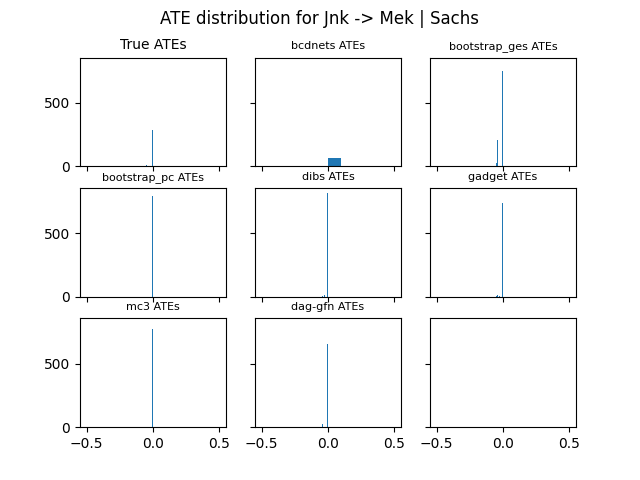 ATE distribution for Jnk -> Mek | Sachs
True ATEs
bcdnets ATEs
bootstrap_ges ATEs
500
0
bootstrap_pc ATEs
dibs ATEs
gadget ATEs
500
0
mc3 ATEs
dag-gfn ATEs
500
0
−0.5 0.0 0.5
−0.5 0.0 0.5
−0.5 0.0 0.5